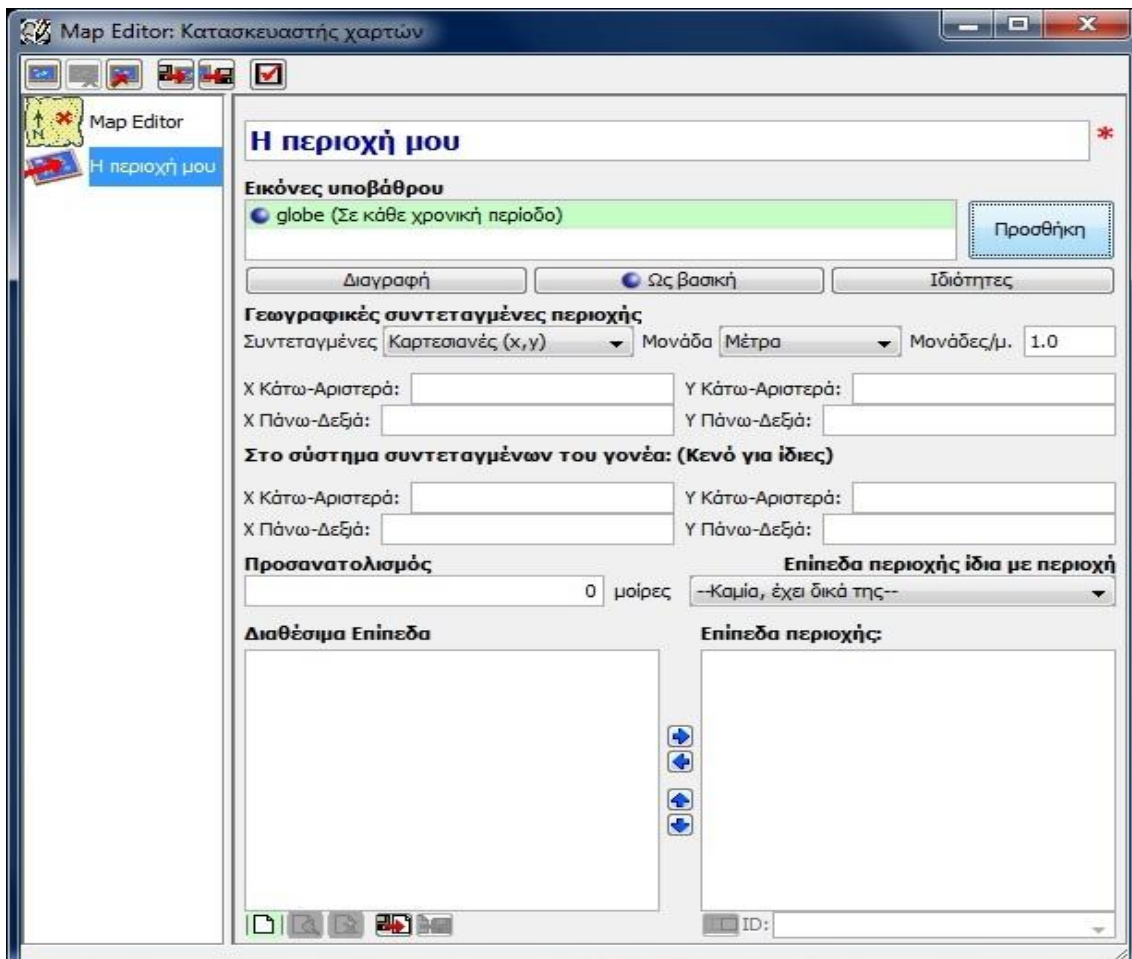 Map Editor: Κατασκευαστής χαρτών
Map Editor
Η περιοχή μου
Η περιοχή μου *
Εικόνες υποβάθρου
globe (Σε κάθε χρονική περίοδο)
Προσθήκη
Διαγραφή Ως βασική Ιδιότητες
Γεωγραφικές συντεταγμένες περιοχής
Συντεταγμένες Καρτεσιανές (x,y) Μονάδα Μέτρα Μονάδες/μ. 1.0
Χ Κάτω-Αριστερά: Υ Κάτω-Αριστερά:
Χ Πάνω-Δεξιά: Υ Πάνω-Δεξιά:
Στο σύστημα συντεταγμένων του γονέα: (Κενό για ίδιες)
Χ Κάτω-Αριστερά: Υ Κάτω-Αριστερά:
Χ Πάνω-Δεξιά: Υ Πάνω-Δεξιά:
Προσανατολισμός Επίπεδα περιοχής ίδια με περιοχή
0 μοίρες --Καμία, έχει δικά της--
Διαθέσιμα Επίπεδα Επίπεδα περιοχής:
ID: